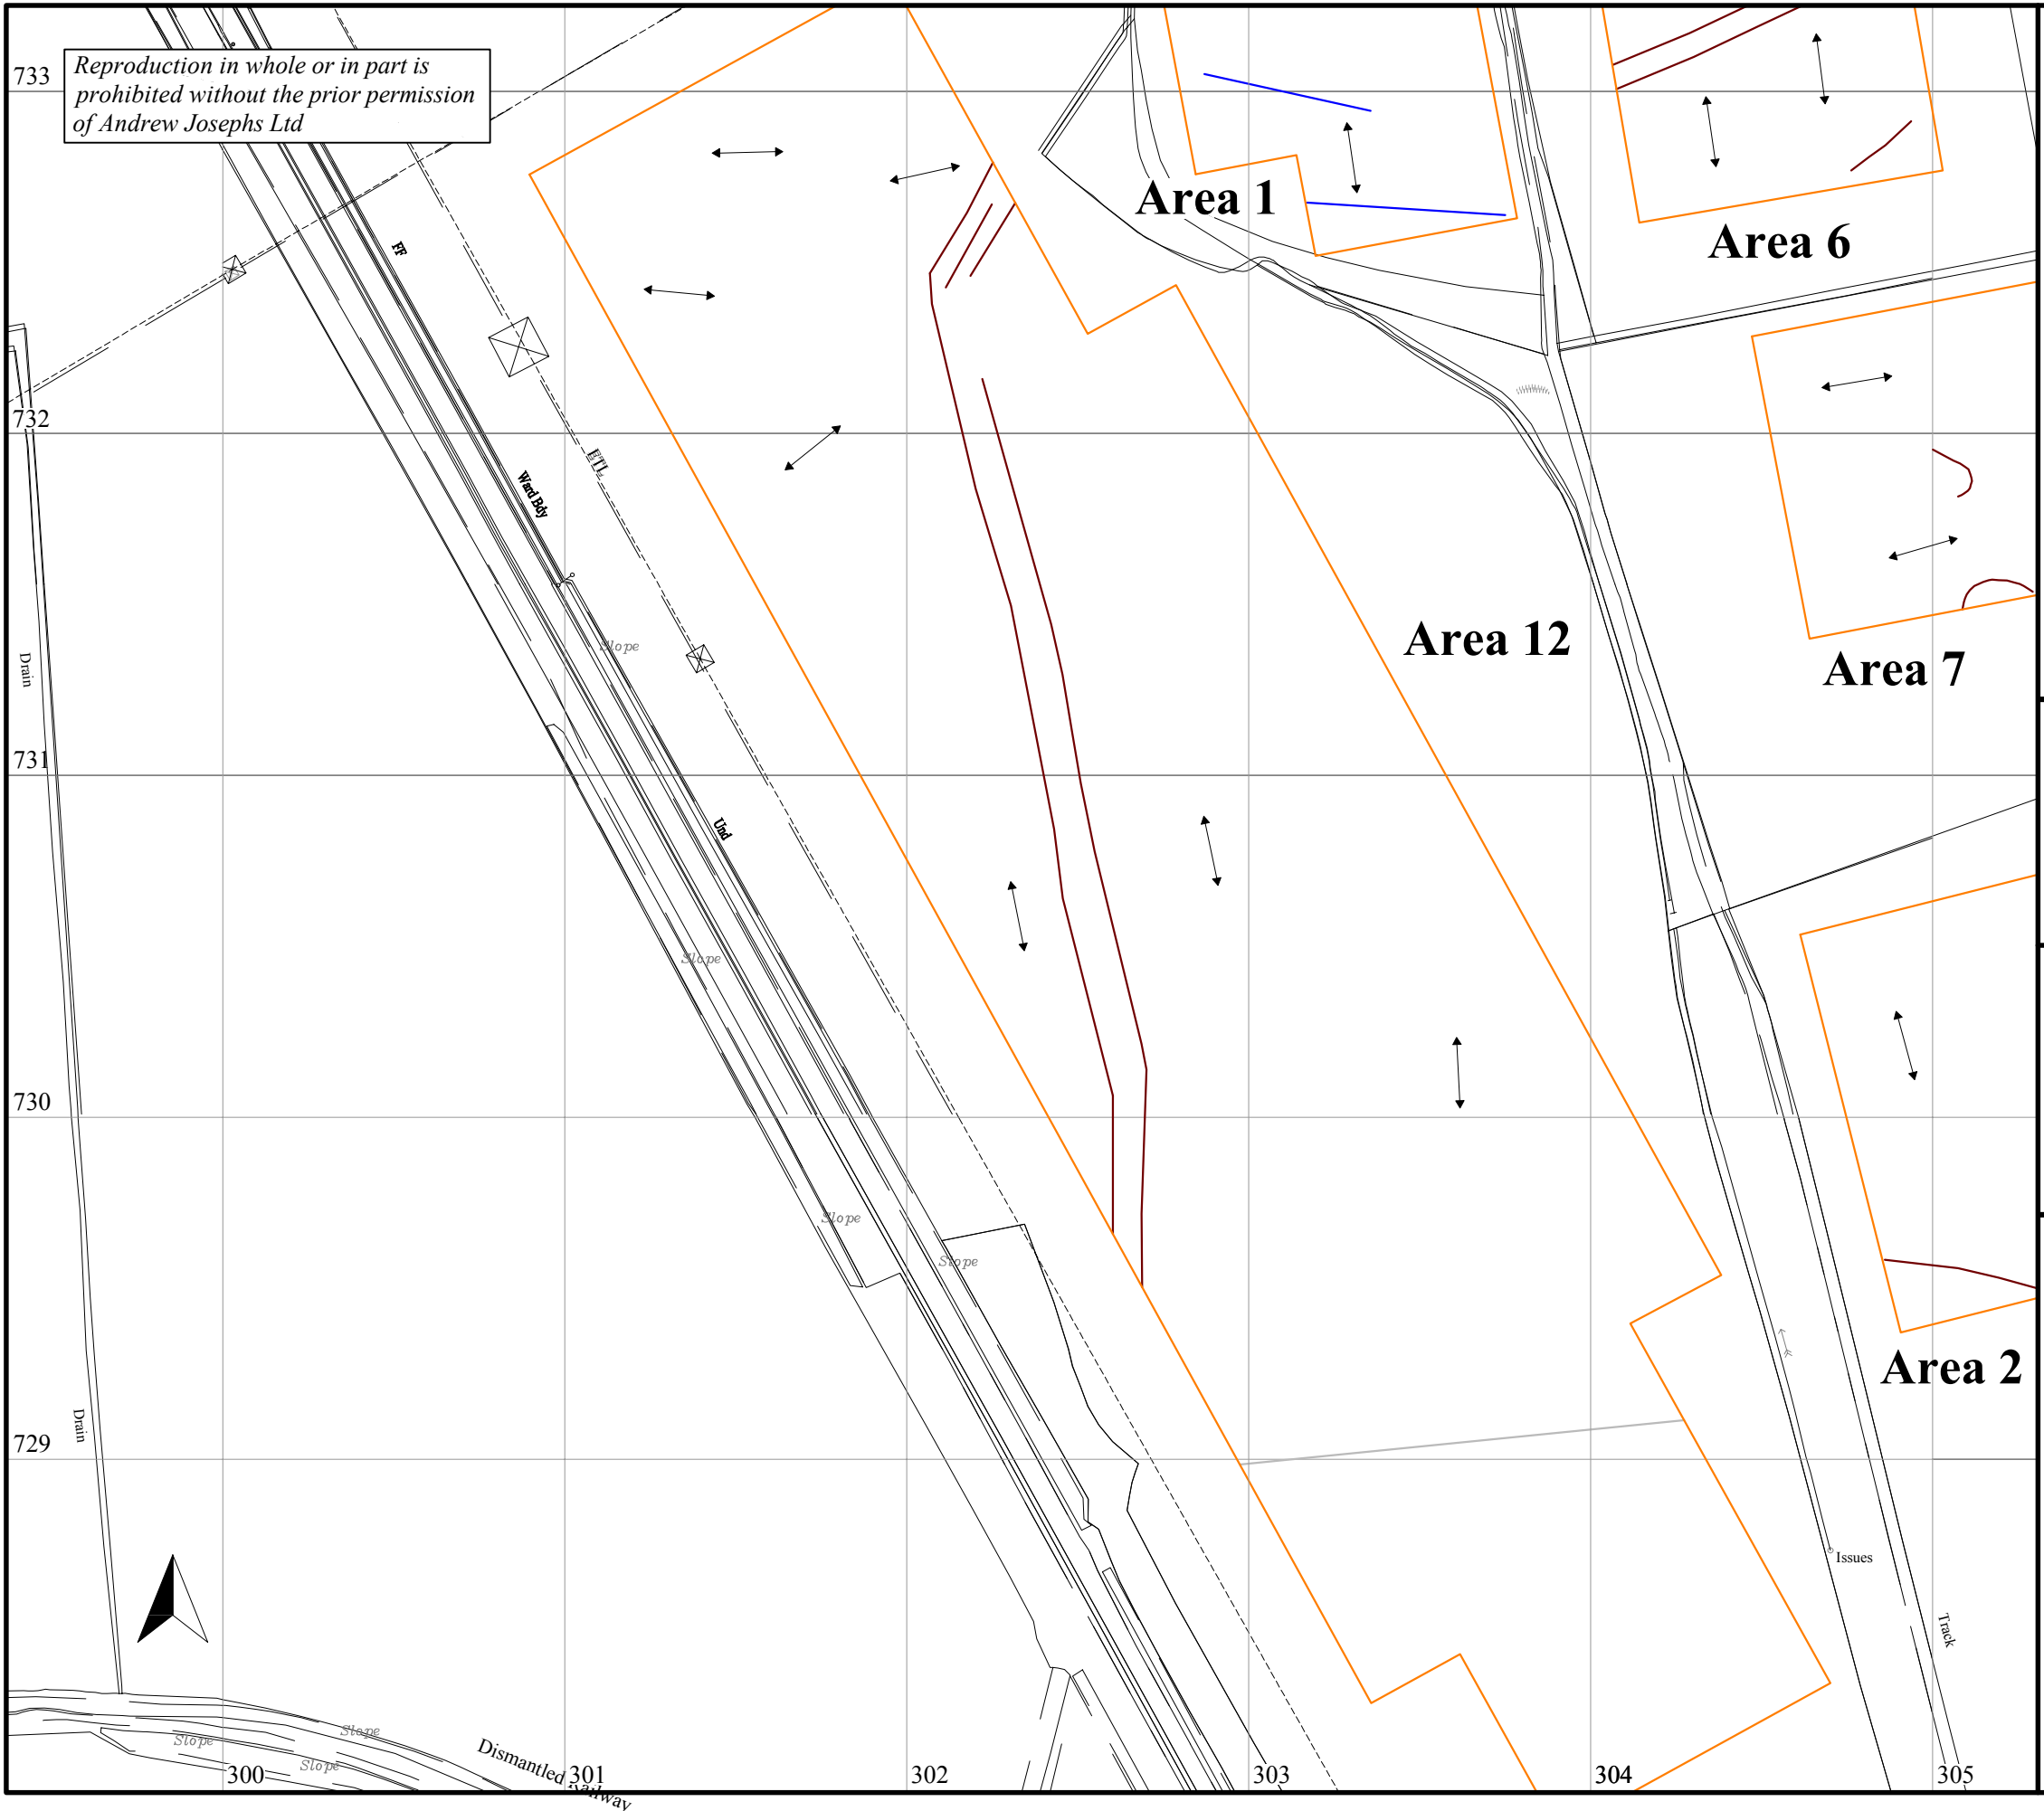 733
Reproduction in whole or in part is
prohibited without the prior permission
of Andrew Josephs Ltd
Area 1
Area 6
FF
732
ETL
Ward Bdy
Area 12
Slope
Drain
Area 7
731
Und
Slope
730
Slope
Slope
Area 2
Drain
729
Issues
Track
Slope
Slope
Slope
Dismantled Railway
300
301
302
303
304
305